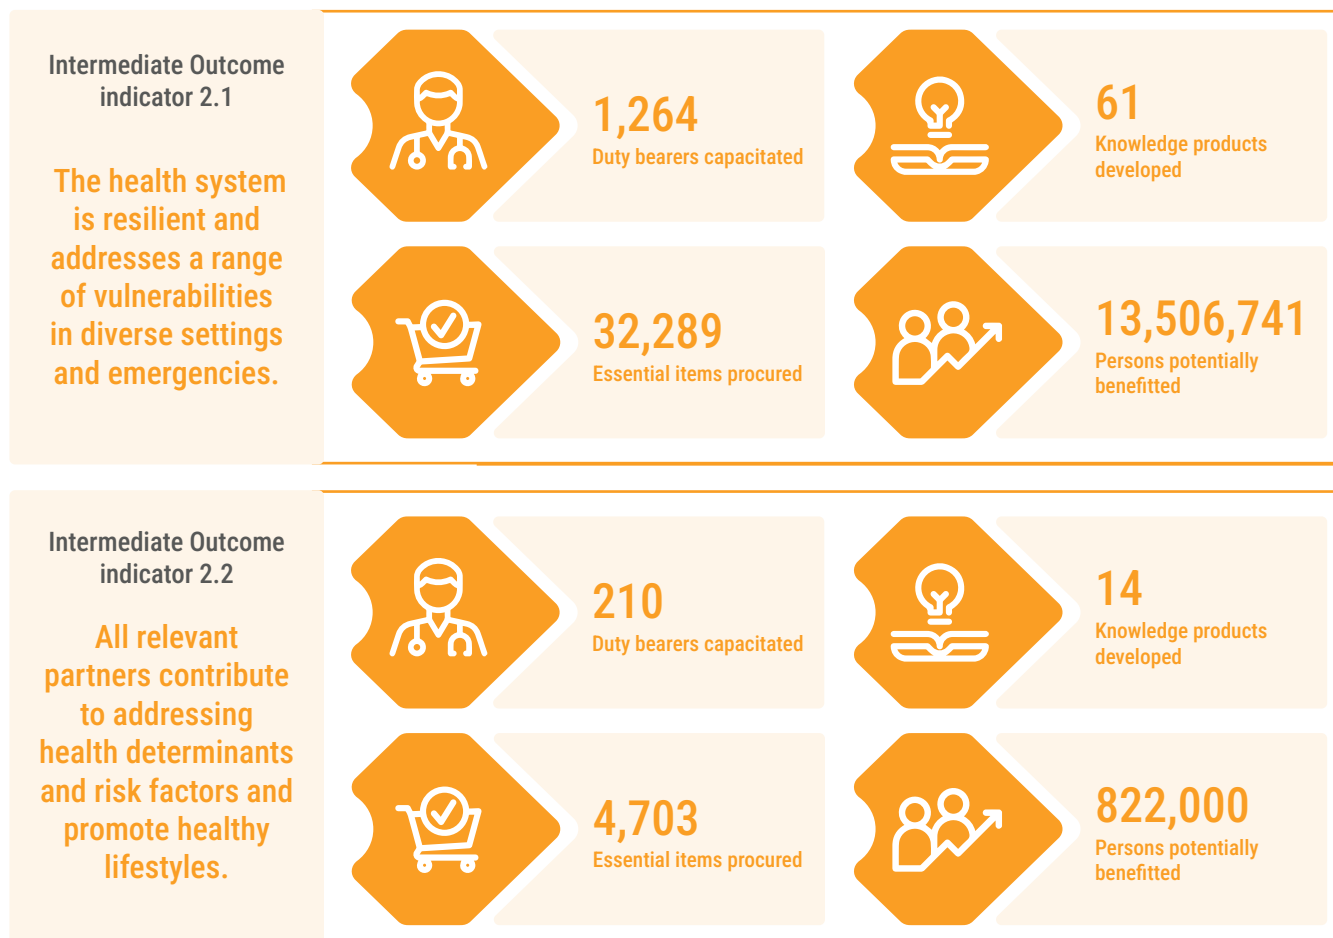 Intermediate Outcome
indicator 2.1
The health system
is resilient and
addresses a range
of vulnerabilities
in diverse settings
and emergencies.
1,264
Duty bearers capacitated
61
Knowledge products
developed
32,289
Essential items procured
13,506,741
Persons potentially
benefitted
Intermediate Outcome
indicator 2.2
All relevant
partners contribute
to addressing
health determinants
and risk factors and
promote healthy
lifestyles.
210
Duty bearers capacitated
14
Knowledge products
developed
4,703
Essential items procured
822,000
Persons potentially
benefitted